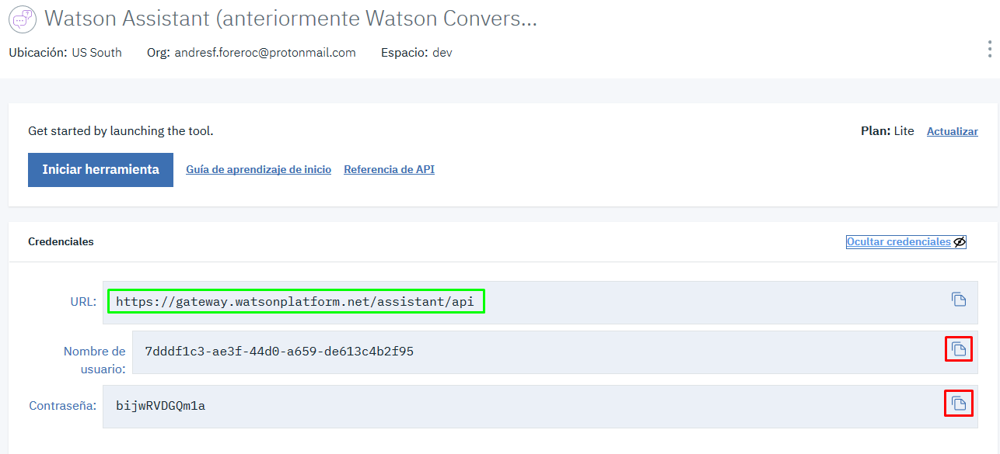 Watson Assistant (anteriormente Watson Convers...
Ubicación: US South Org: andresf.foreroc@protonmail.com Espacio: dev
Get started by launching the tool.
Plan: Lite Actualizar
Iniciar herramienta Guía de aprendizaje de inicio Referencia de API
Credenciales
Ocultar credenciales
URL: https://gateway.watsonplatform.net/assistant/api
Nombre de
usuario: 7dddf1c3-ae3f-44d0-a659-de613c4b2f95
Contraseña: bijwRVDGQm1a